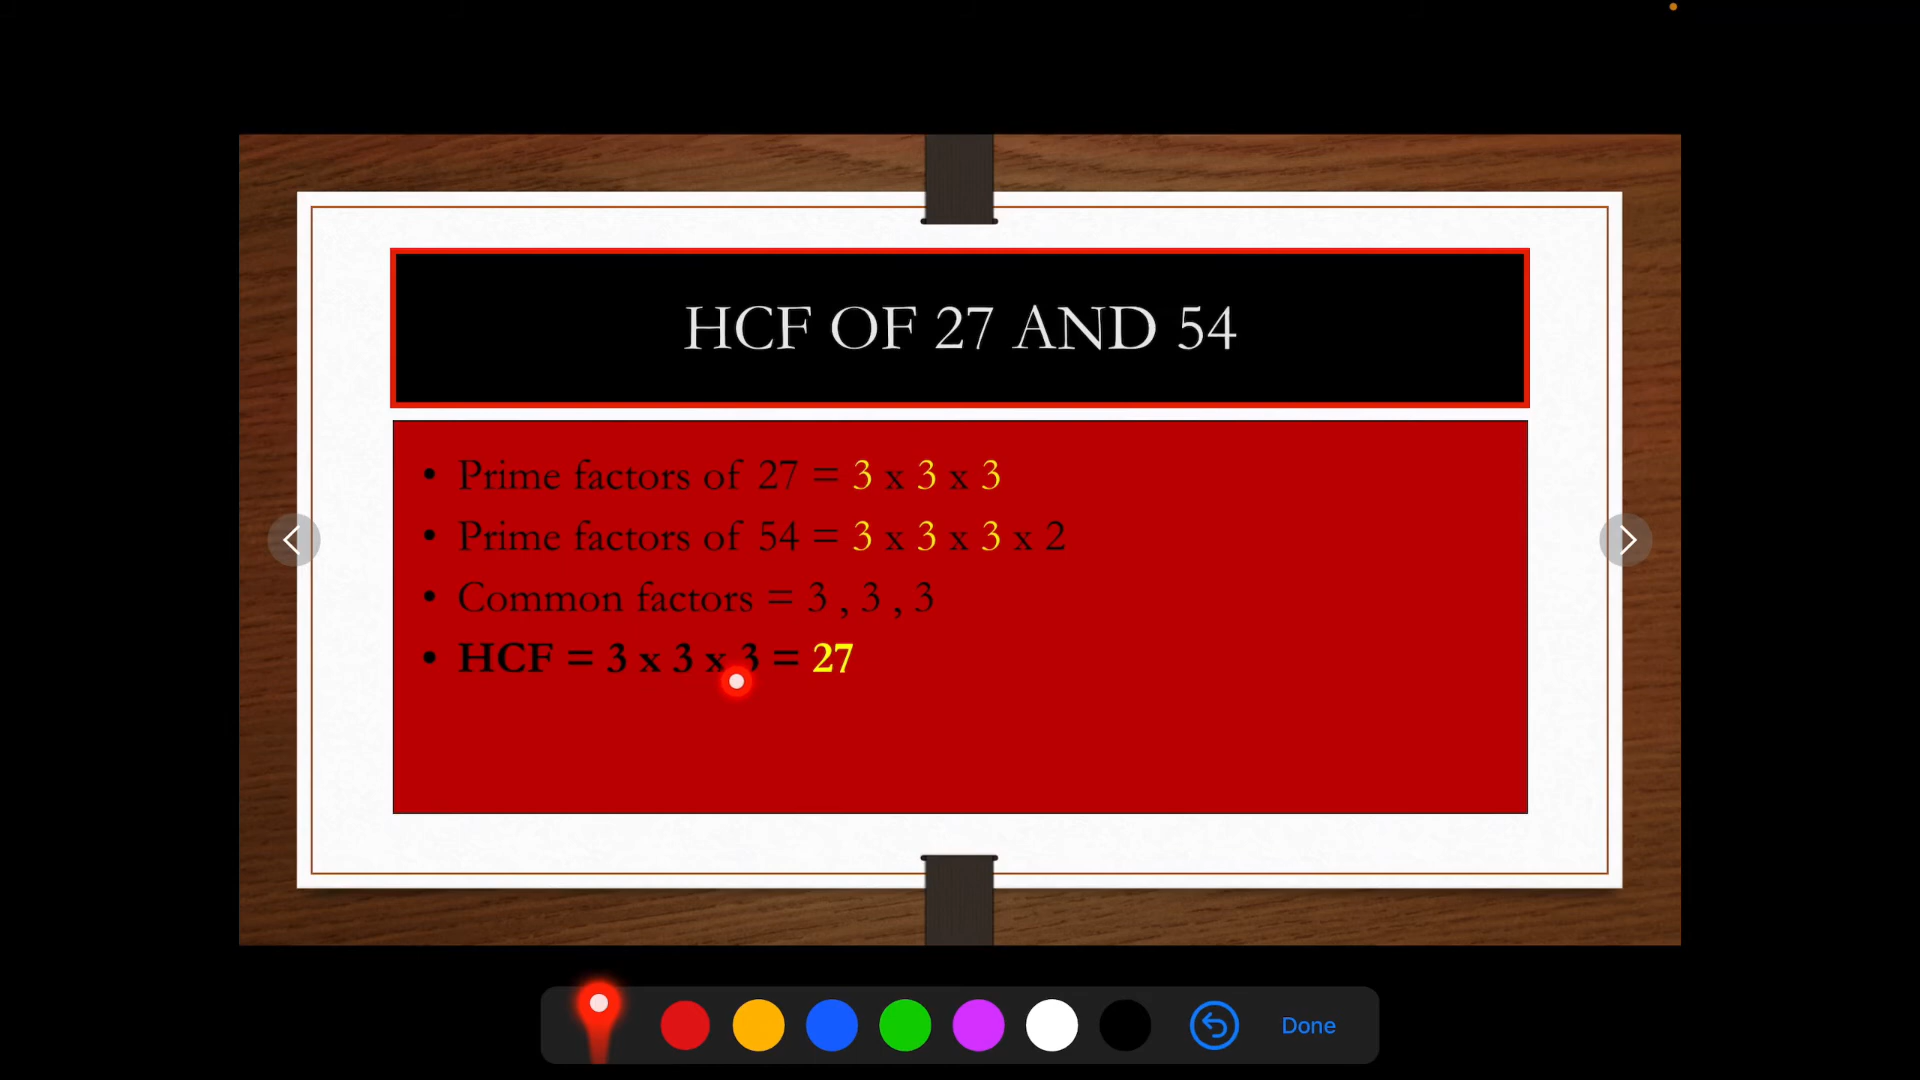 HCF OF 27 AND 54
• Prime factors of 27 = 3 x 3 x 3
• Prime factors of 54 = 3 x 3 x 3 x 2
• Common factors = 3 , 3 , 3
• HCF = 3 x 3 x 3 = 27
Done